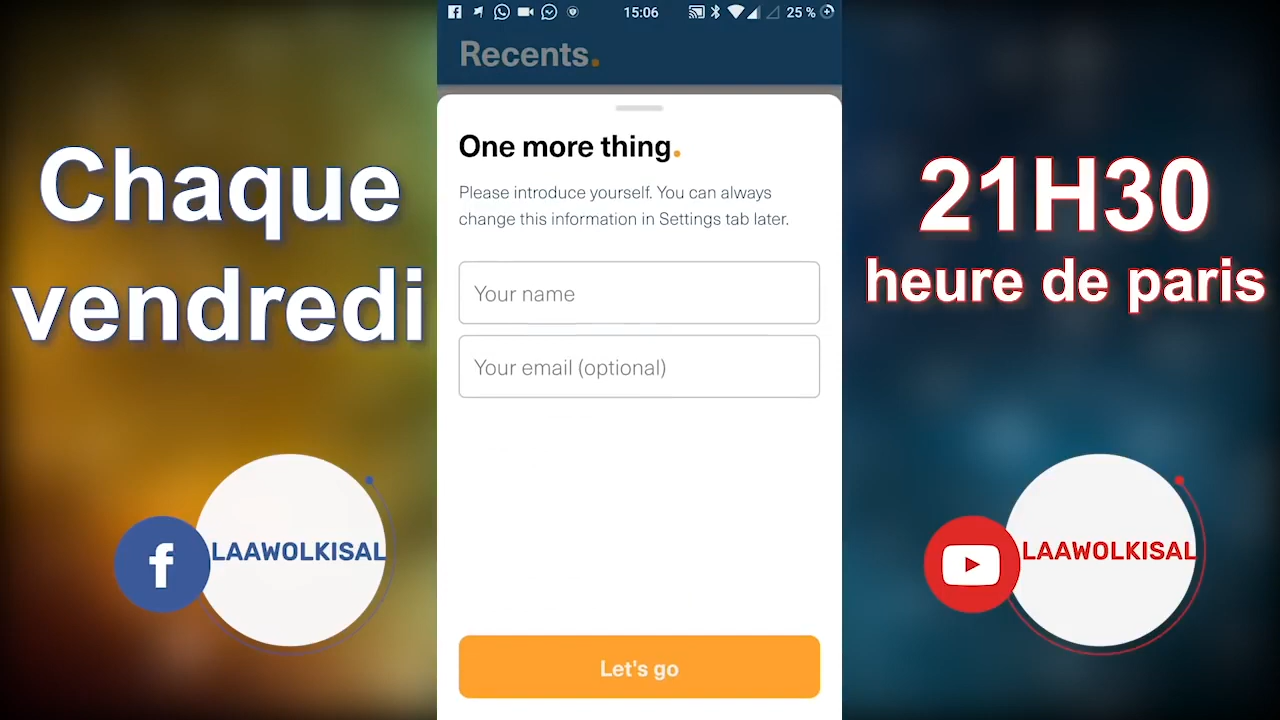 15:06
25 %
Recents.
One more thing.
Please introduce yourself. You can always
change this information in Settings tab later.
Your name
Your email (optional)
Let's go
Chaque
vendredi
f
LAAWOLKISAL
21H30
heure de paris
LAAWOLKISAL